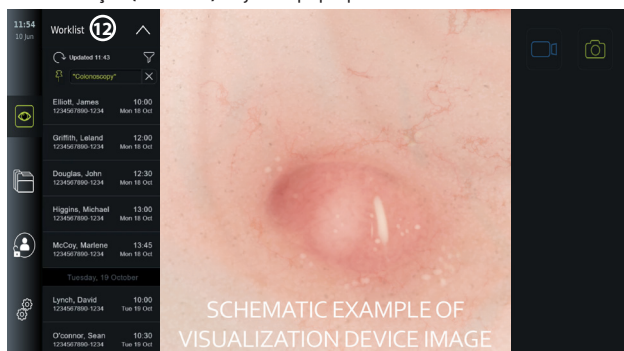 11:54
10 Jun
Worklist 12
Updated 11:43
"Colonoscopy"
Elliott, James 10:00
1234567890-1234 Mon 18 Oct
Griffith, Leland 12:00
1234567890-1234 Mon 18 Oct
Douglas, John 12:30
1234567890-1234 Mon 18 Oct
Higgins, Michael 13:00
1234567890-1234 Mon 18 Oct
McCoy, Marlene 13:45
1234567890-1234 Mon 18 Oct
Tuesday, 19 October
Lynch, David 10:00
1234567890-1234 Tue 19 Oct
O'connor, Sean 10:30
1234567890-1234 Tue 19 Oct
SCHEMATIC EXAMPLE OF
VISUALIZATION DEVICE IMAGE